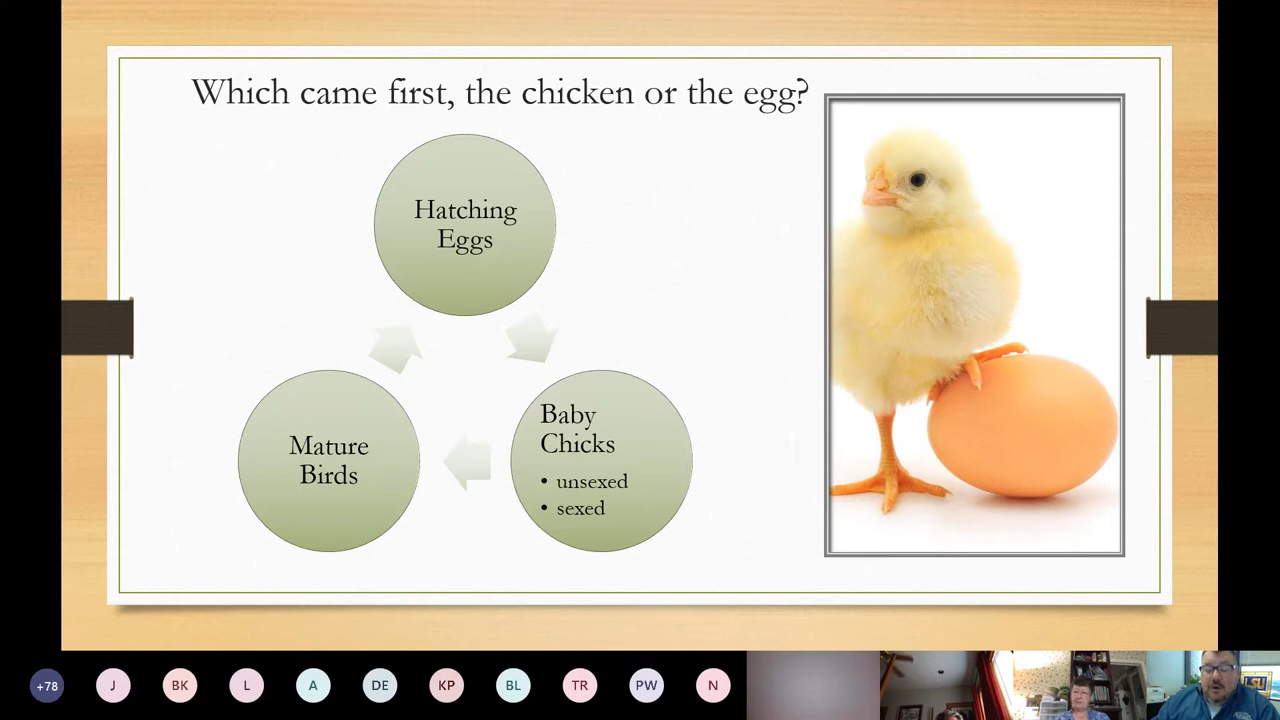 Which came first, the chicken or the egg?
Hatching
Eggs
Mature
Birds
Baby
Chicks
• unsexed
• sexed
+78
J
BK
L
A
DE
KP
BL
TR
PW
N
LSU